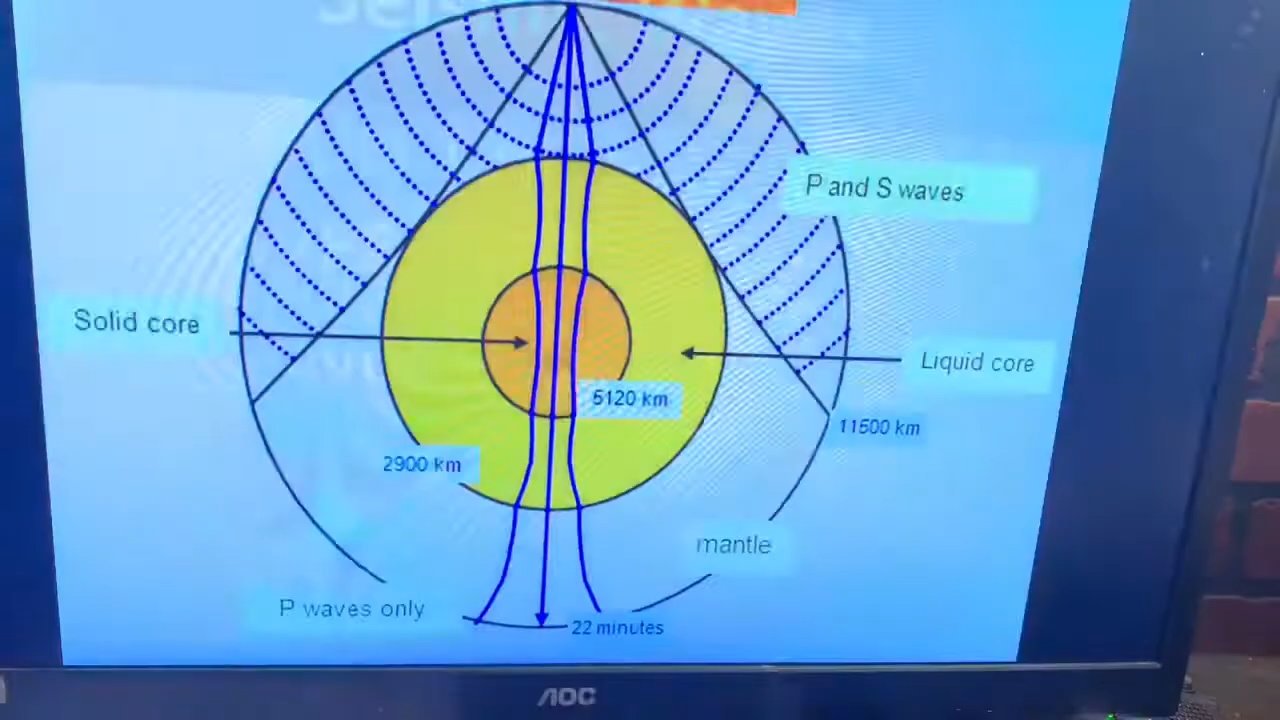 P and S waves
Solid core
Liquid core
5120 km
11500 km
2900 km
mantle
P waves only
22 minutes
AOC